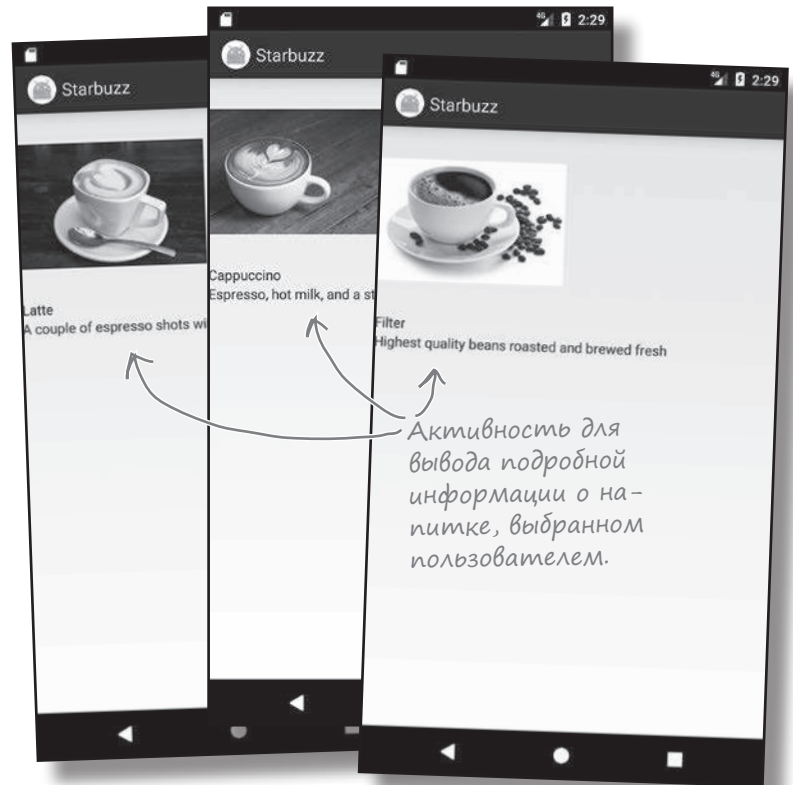 4G 2:29
Starbuzz
Starbuzz
4G 2:29
Starbuzz
Latte
A couple of espresso shots wi
Cappuccino
Espresso, hot milk, and a st
Filter
Highest quality beans roasted and brewed fresh
Активность для
вывода подробной
информации о на-
питке, выбранном
пользователем.